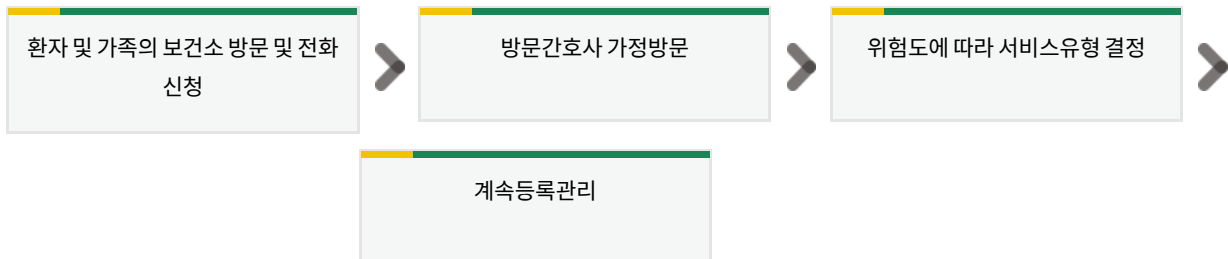 환자 및 가족의 보건소 방문 및 전화
신청
방문간호사 가정방문
위험도에 따라 서비스유형 결정
계속등록관리